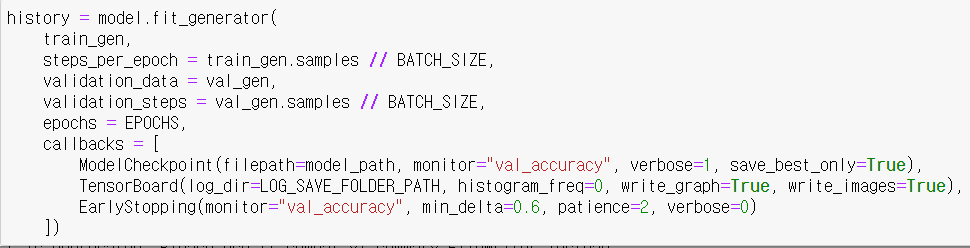 history = model.fit_generator(
    train_gen,
    steps_per_epoch = train_gen.samples // BATCH_SIZE,
    validation_data = val_gen,
    validation_steps = val_gen.samples // BATCH_SIZE,
    epochs = EPOCHS,
    callbacks = [
        ModelCheckpoint(filepath=model_path, monitor="val_accuracy", verbose=1, save_best_only=True),
        TensorBoard(log_dir=LOG_SAVE_FOLDER_PATH, histogram_freq=0, write_graph=True, write_images=True),
        EarlyStopping(monitor="val_accuracy", min_delta=0.6, patience=2, verbose=0)
    ])